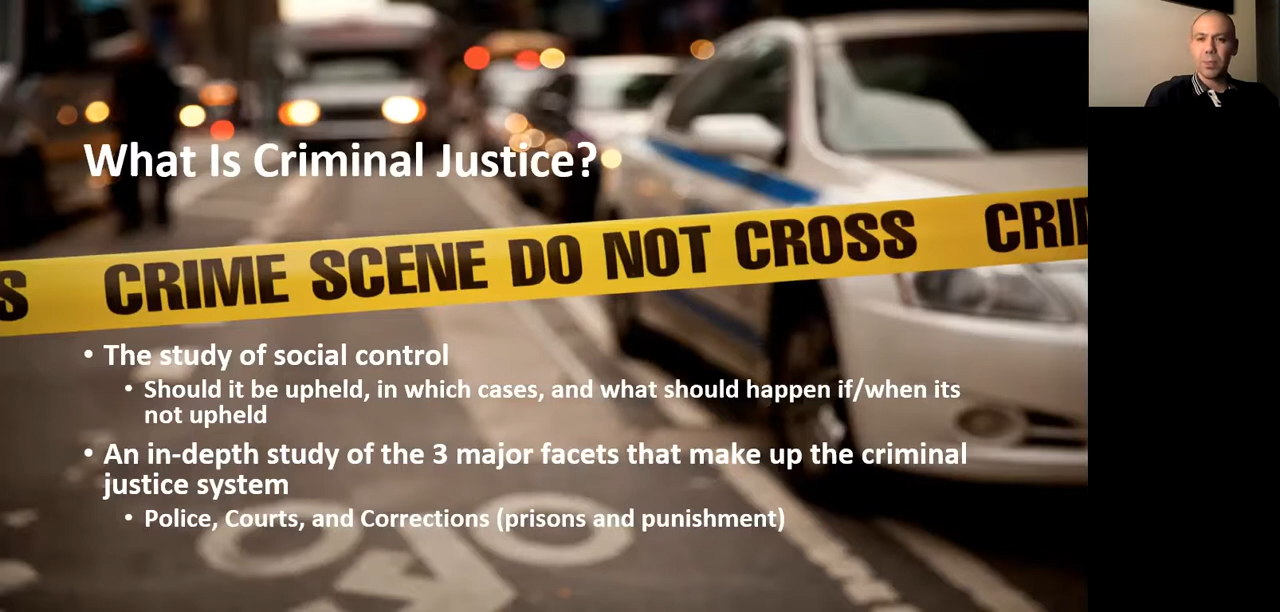 What Is Criminal Justice?
S CRIME SCENE DO NOT CROSS CRIM
• The study of social control
• Should it be upheld, in which cases, and what should happen if/when its
not upheld
• An in-depth study of the 3 major facets that make up the criminal
justice system
• Police, Courts, and Corrections (prisons and punishment)